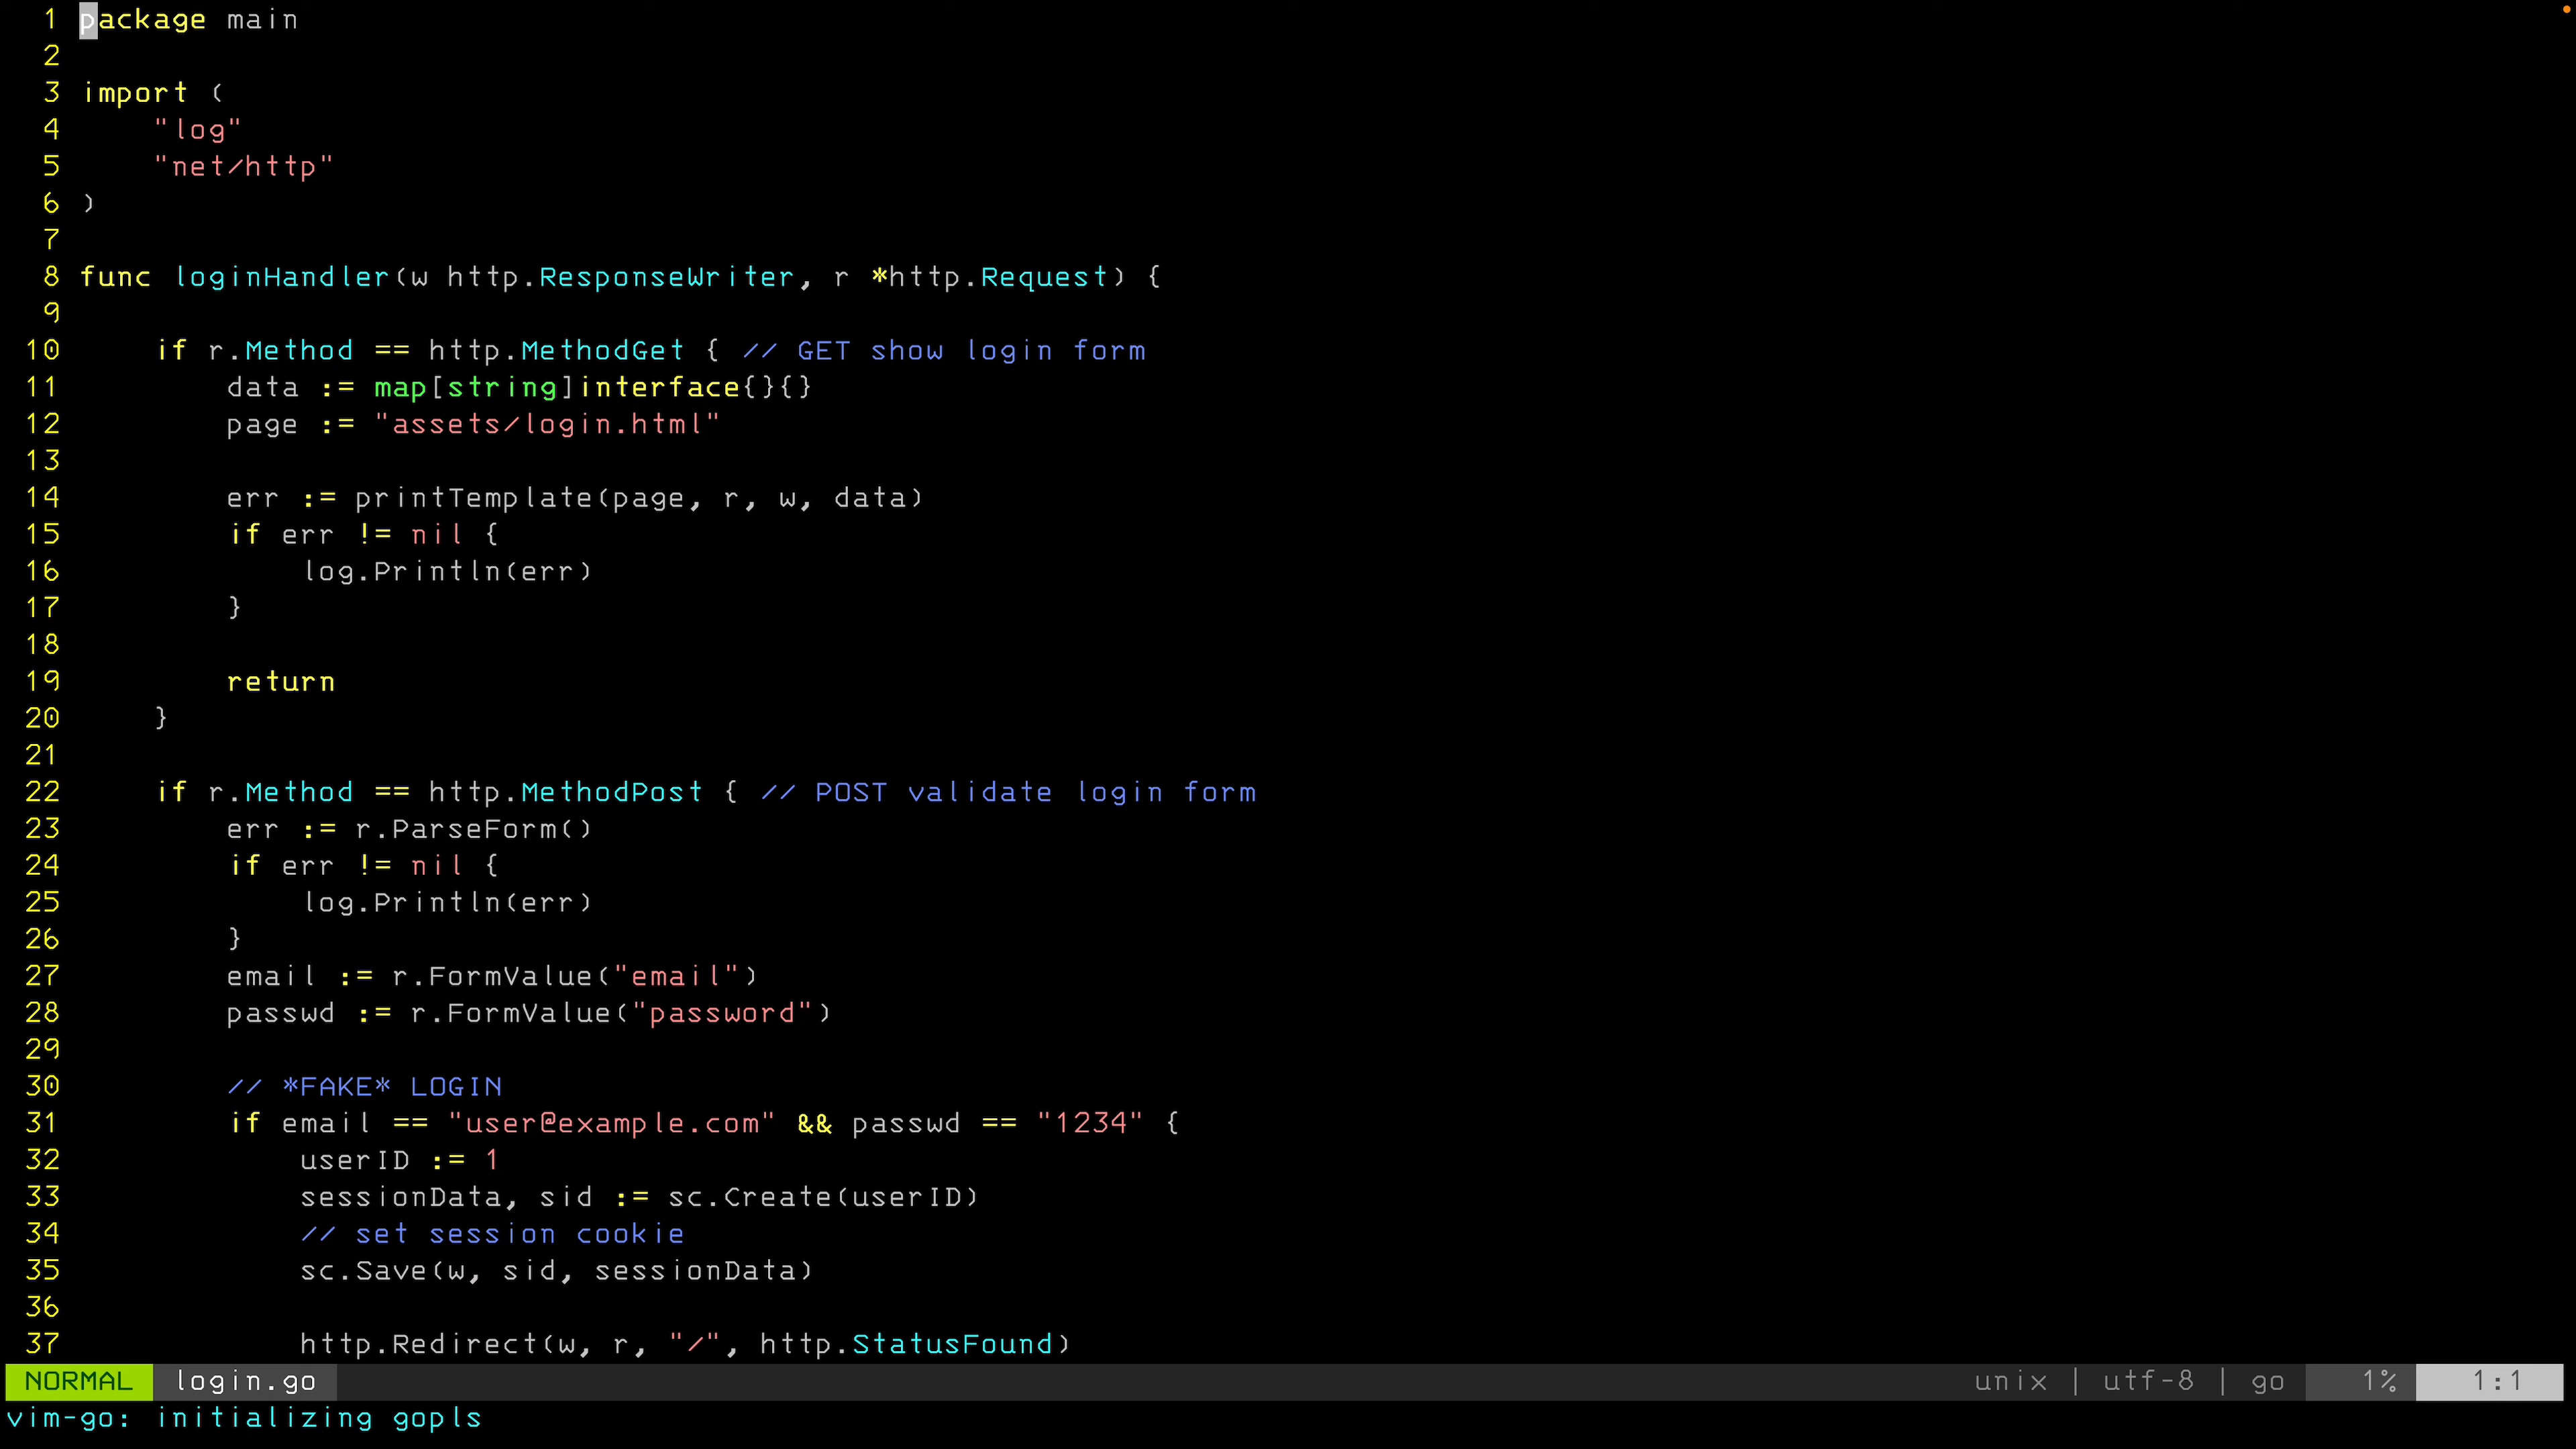 1 package main
2
3 import (
4 "log"
5 "net/http"
6 )
7
8 func loginHandler(w http.ResponseWriter, r *http.Request) {
9
10 if r.Method == http.MethodGet { // GET show login form
11 data := map[string]interface{}{}
12 page := "assets/login.html"
13
14 err := printTemplate(page, r, w, data)
15 if err != nil {
16 log.Println(err)
17 }
18
19 return
20 }
21
22 if r.Method == http.MethodPost { // POST validate login form
23 err := r.ParseForm()
24 if err != nil {
25 log.Println(err)
26 }
27 email := r.FormValue("email")
28 passwd := r.FormValue("password")
29
30 // *FAKE* LOGIN
31 if email == "user@example.com" && passwd == "1234" {
32 userID := 1
33 sessionData, sid := sc.Create(userID)
34 // set session cookie
35 sc.Save(w, sid, sessionData)
36
37 http.Redirect(w, r, "/", http.StatusFound)
NORMAL login.go unix | utf-8 | go 1% 1:1
vim-go: initializing gopls